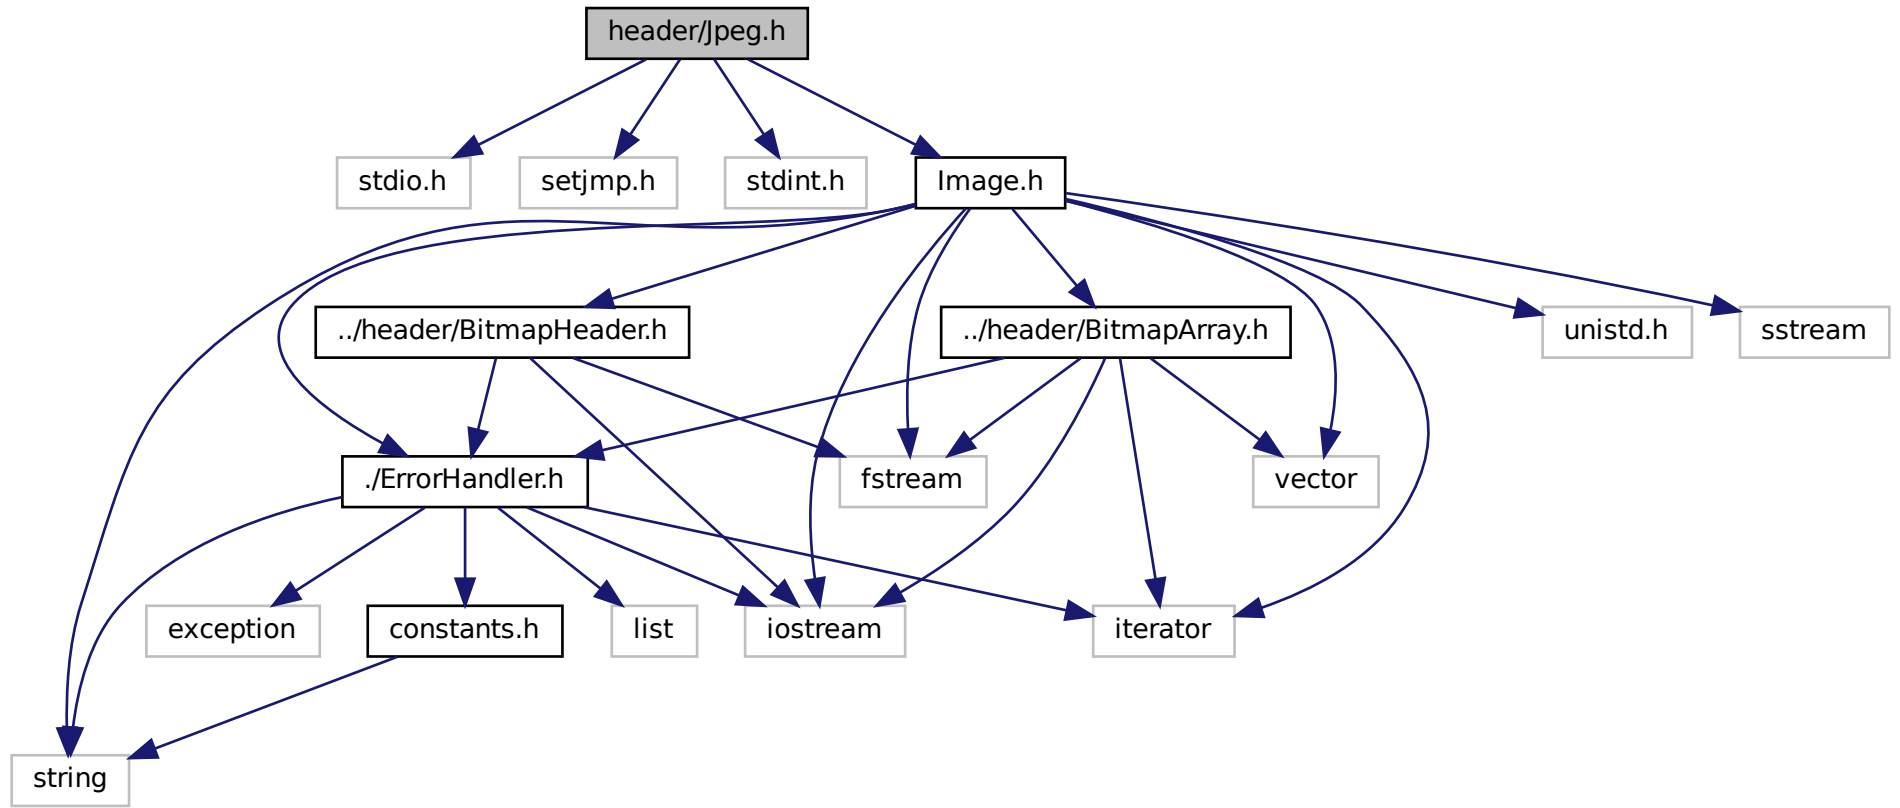 header/Jpeg.h
stdio.h
setjmp.h
stdint.h
Image.h
../header/BitmapHeader.h
../header/BitmapArray.h
unistd.h
sstream
./ErrorHandler.h
fstream
vector
exception
constants.h
list
iostream
iterator
string